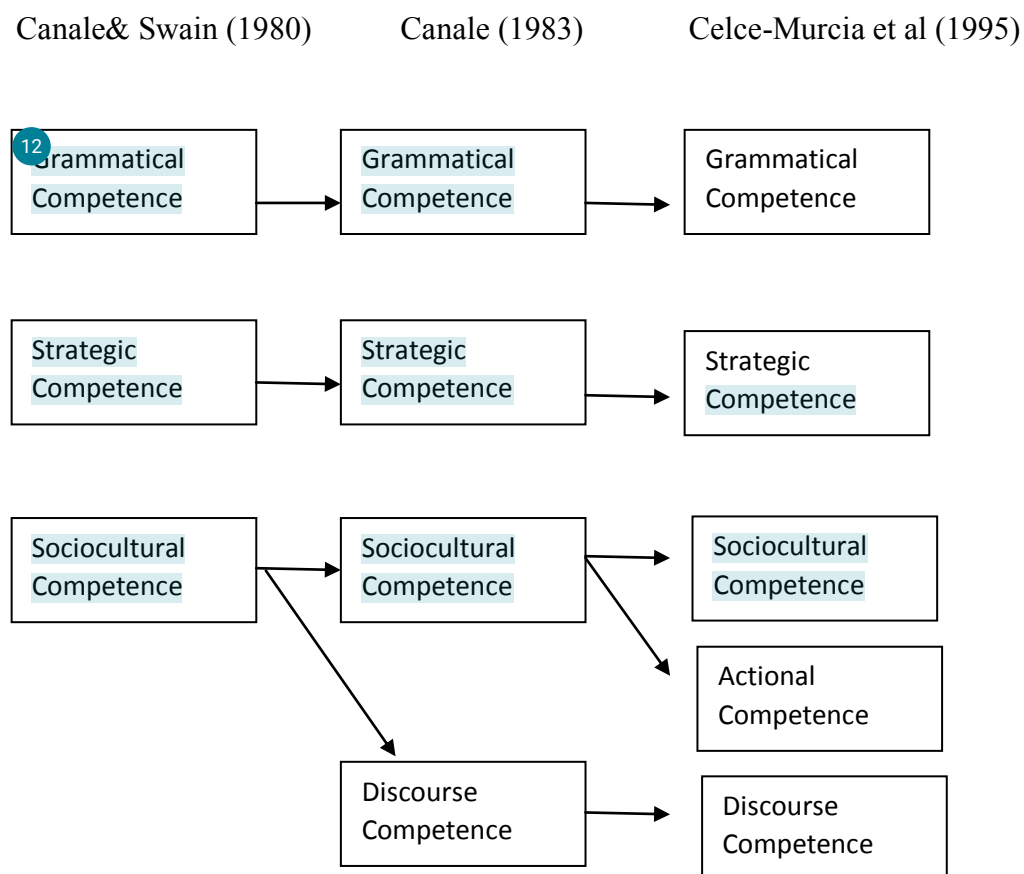 Canale& Swain (1980) Canale (1983) Celce-Murcia et al (1995)
12
Grammatical
Competence
Grammatical
Competence
Grammatical
Competence
Strategic
Competence
Strategic
Competence
Strategic
Competence
Sociocultural
Competence
Sociocultural
Competence
Sociocultural
Competence
Actional
Competence
Discourse
Competence
Discourse
Competence